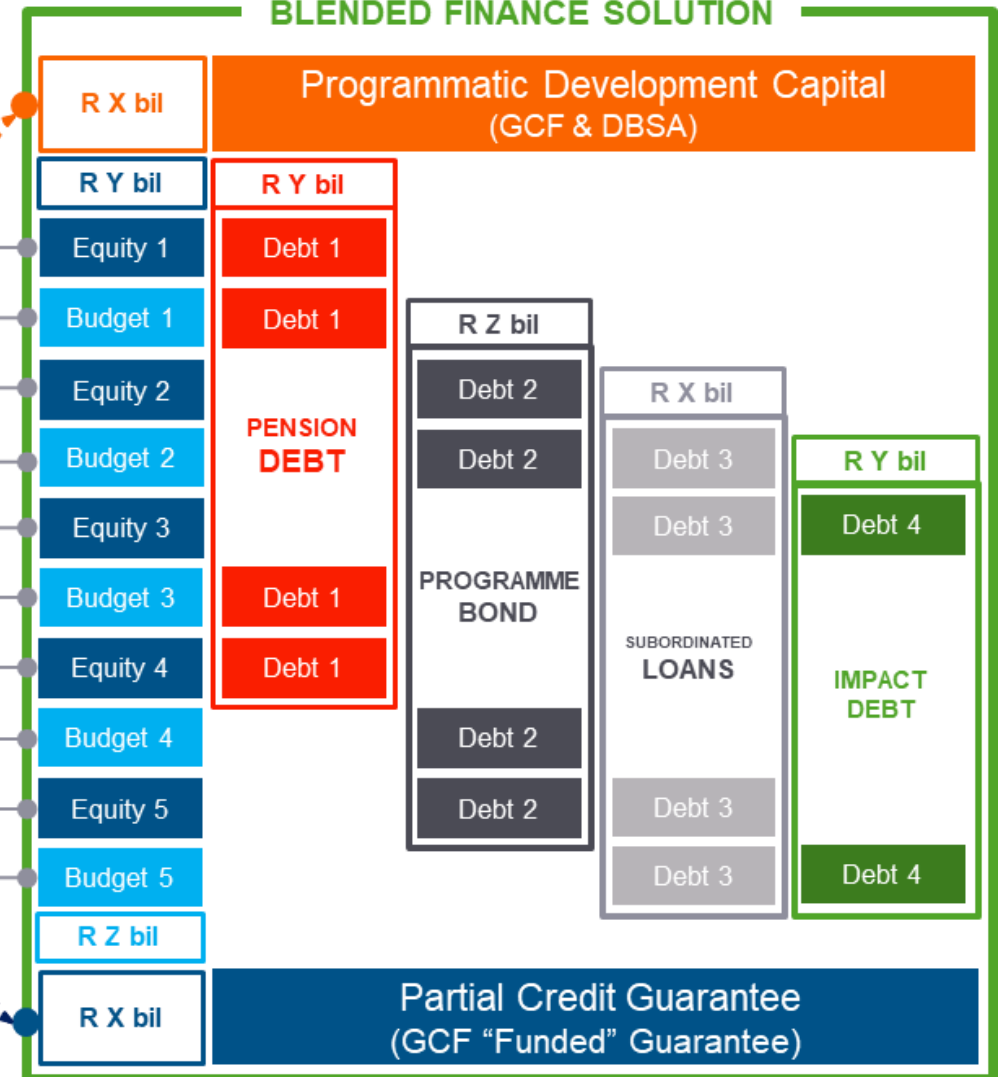 BLENDED FINANCE SOLUTION
R X bil
Programmatic Development Capital
(GCF & DBSA)
R Y bil
R Y bil
Equity 1
Debt 1
Budget 1
Debt 1
R Z bil
Equity 2
Debt 2
R X bil
PENSION
DEBT
Budget 2
Debt 2
Debt 3
R Y bil
Equity 3
Debt 3
Debt 4
PROGRAMME
BOND
Budget 3
Debt 1
SUBORDINATED
LOANS
Equity 4
Debt 1
IMPACT
DEBT
Budget 4
Debt 2
Equity 5
Debt 2
Debt 3
Budget 5
Debt 3
Debt 4
R Z bil
R X bil
Partial Credit Guarantee
(GCF “Funded” Guarantee)